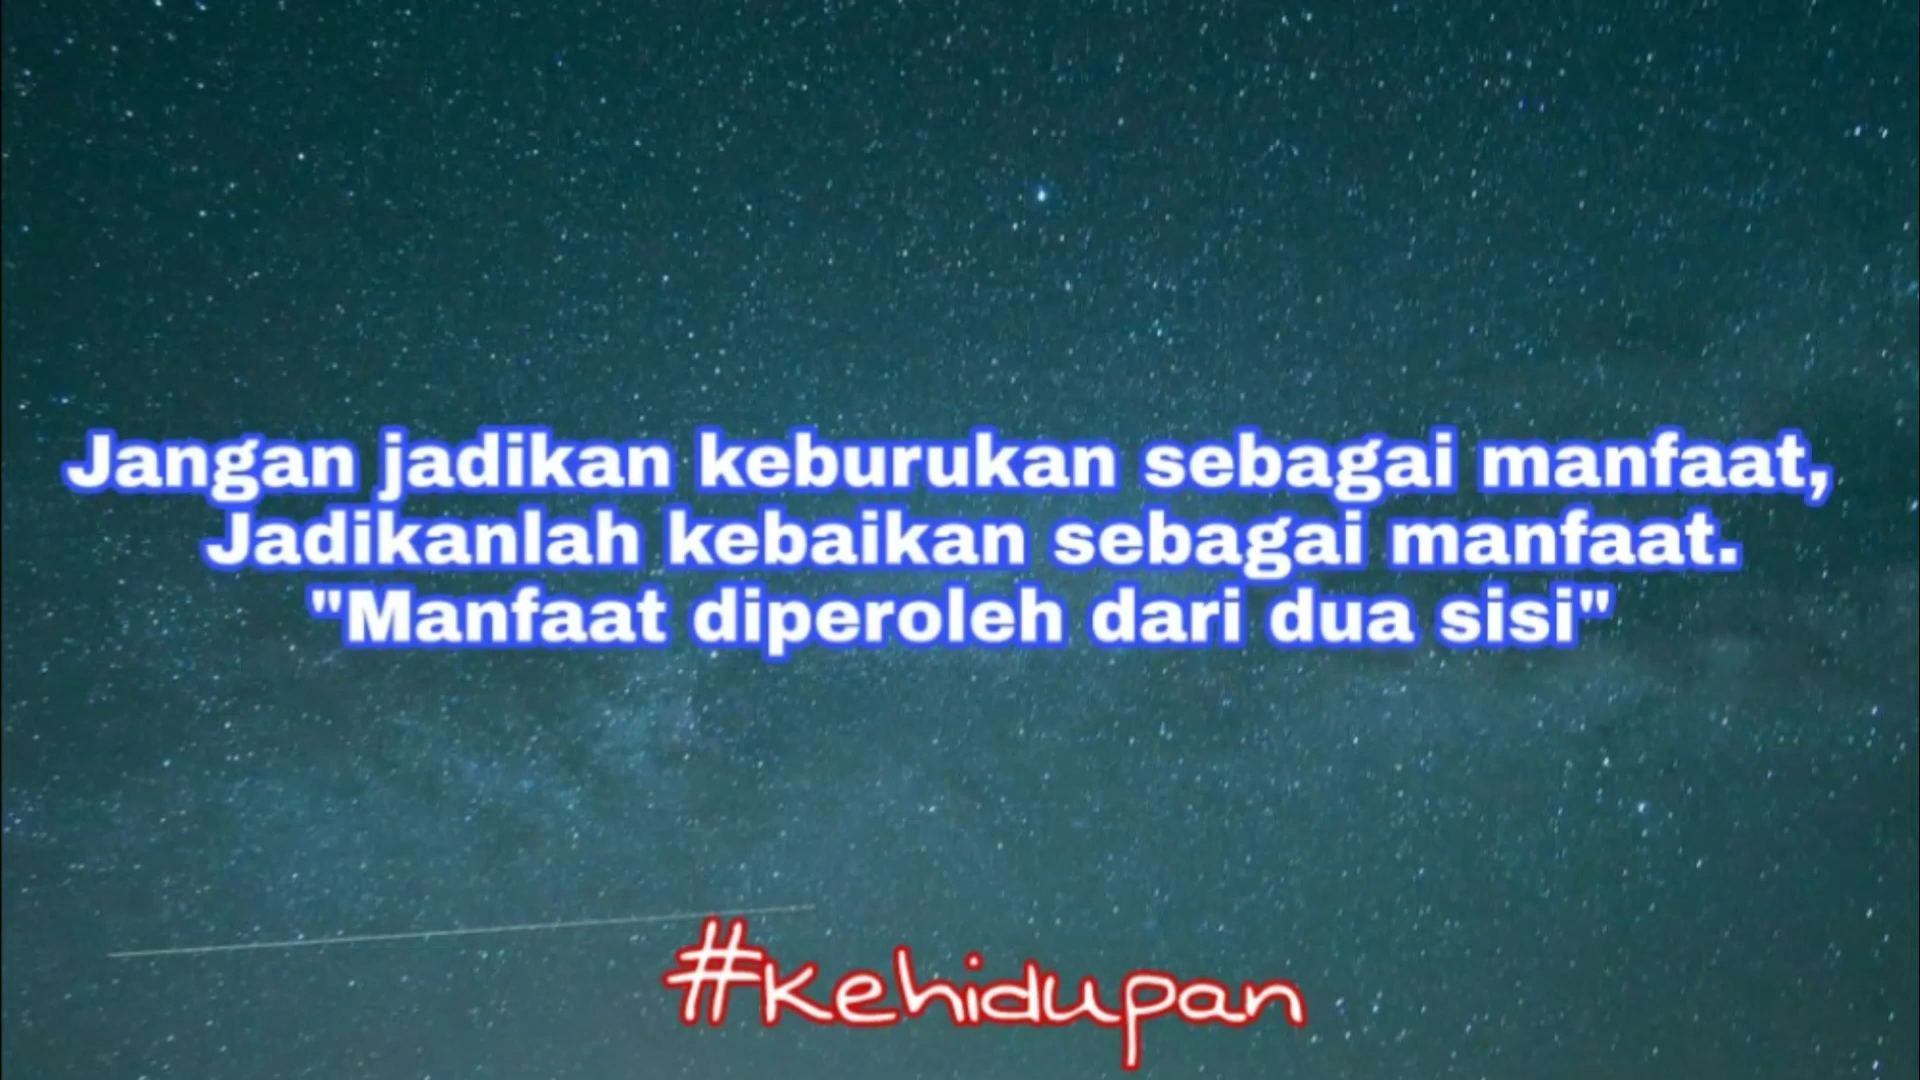 Jangan jadikan keburukan sebagai manfaat,
Jadikanlah kebaikan sebagai manfaat.
"Manfaat diperoleh dari dua sisi"
#kehidupan